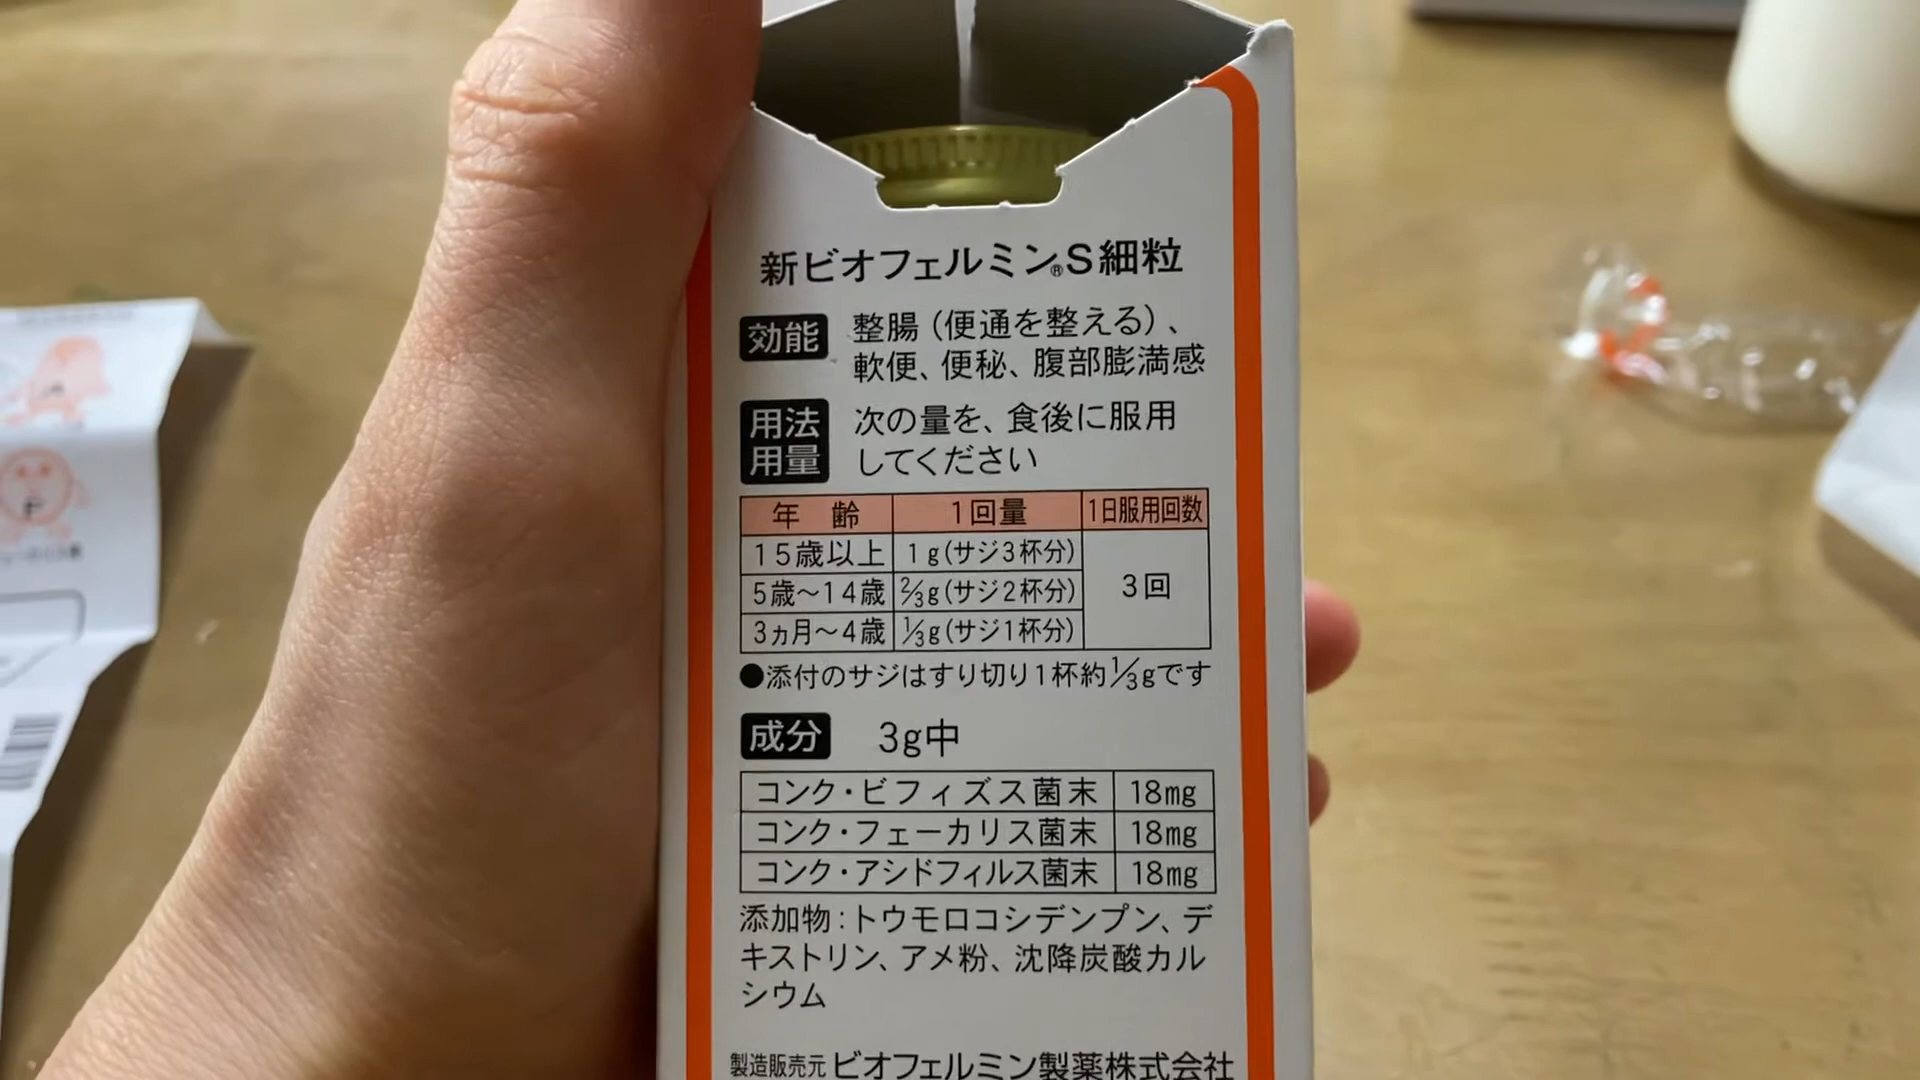 新ビオフェルミン®S細粒
効能 整腸（便通を整える）、
軟便、便秘、腹部膨満感
用法
用量
次の量を、食後に服用
してください
年 齢 1回量 1日服用回数
15歳以上 1g(サジ3杯分)
5歳～14歳 2/3g(サジ2杯分) 3回
3ヵ月～4歳 1/3g(サジ1杯分)
●添付のサジはすり切り1杯約1/3gです
成分 3g中
コンク・ビフィズス菌末 18mg
コンク・フェーカリス菌末 18mg
コンク・アシドフィルス菌末 18mg
添加物：トウモロコシデンプン、デ
キストリン、アメ粉、沈降炭酸カル
シウム
製造販売元 ビオフェルミン製薬株式会社